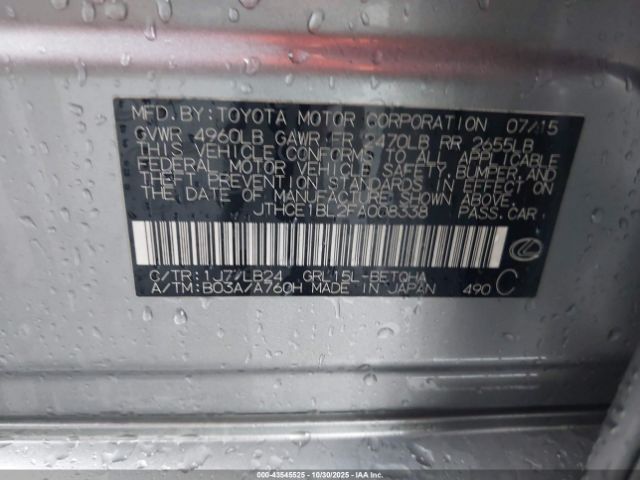 MFD.BY:TOYOTA MOTOR CORPORATION 07/15
GVWR 4960LB GAWR FR 2470LB RR 2655LB
THIS VEHICLE CONFORMS TO ALL APPLICABLE
FEDERAL MOTOR VEHICLE SAFETY, BUMPER, AND
THEFT PREVENTION STANDARDS IN EFFECT ON
THE DATE OF MANUFACTURE SHOWN ABOVE.
JTHCE1BL2FA008338 PASS.CAR
C/TR:1J7/LB24 GRL15L-BETQHA
A/TM:B03A/A760H MADE IN JAPAN 490 C
000-43545525 - 10/30/2025 - IAA Inc.